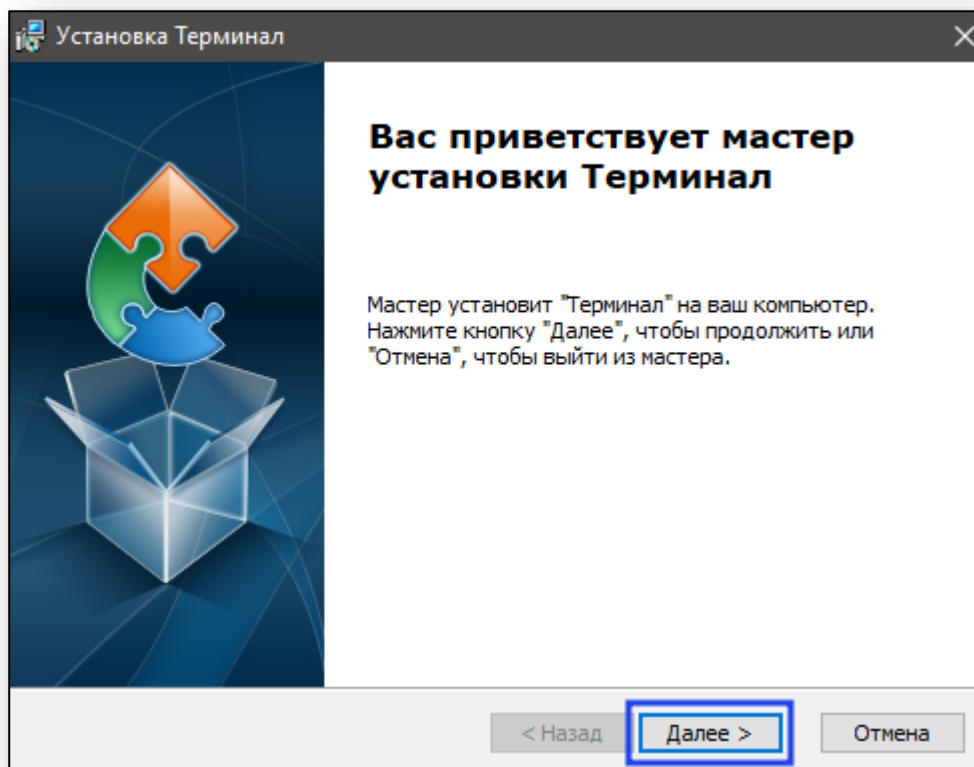 Установка Терминал
Вас приветствует мастер
установки Терминал
Мастер установит "Терминал" на ваш компьютер.
Нажмите кнопку "Далее", чтобы продолжить или
"Отмена", чтобы выйти из мастера.
< Назад
Далее >
Отмена